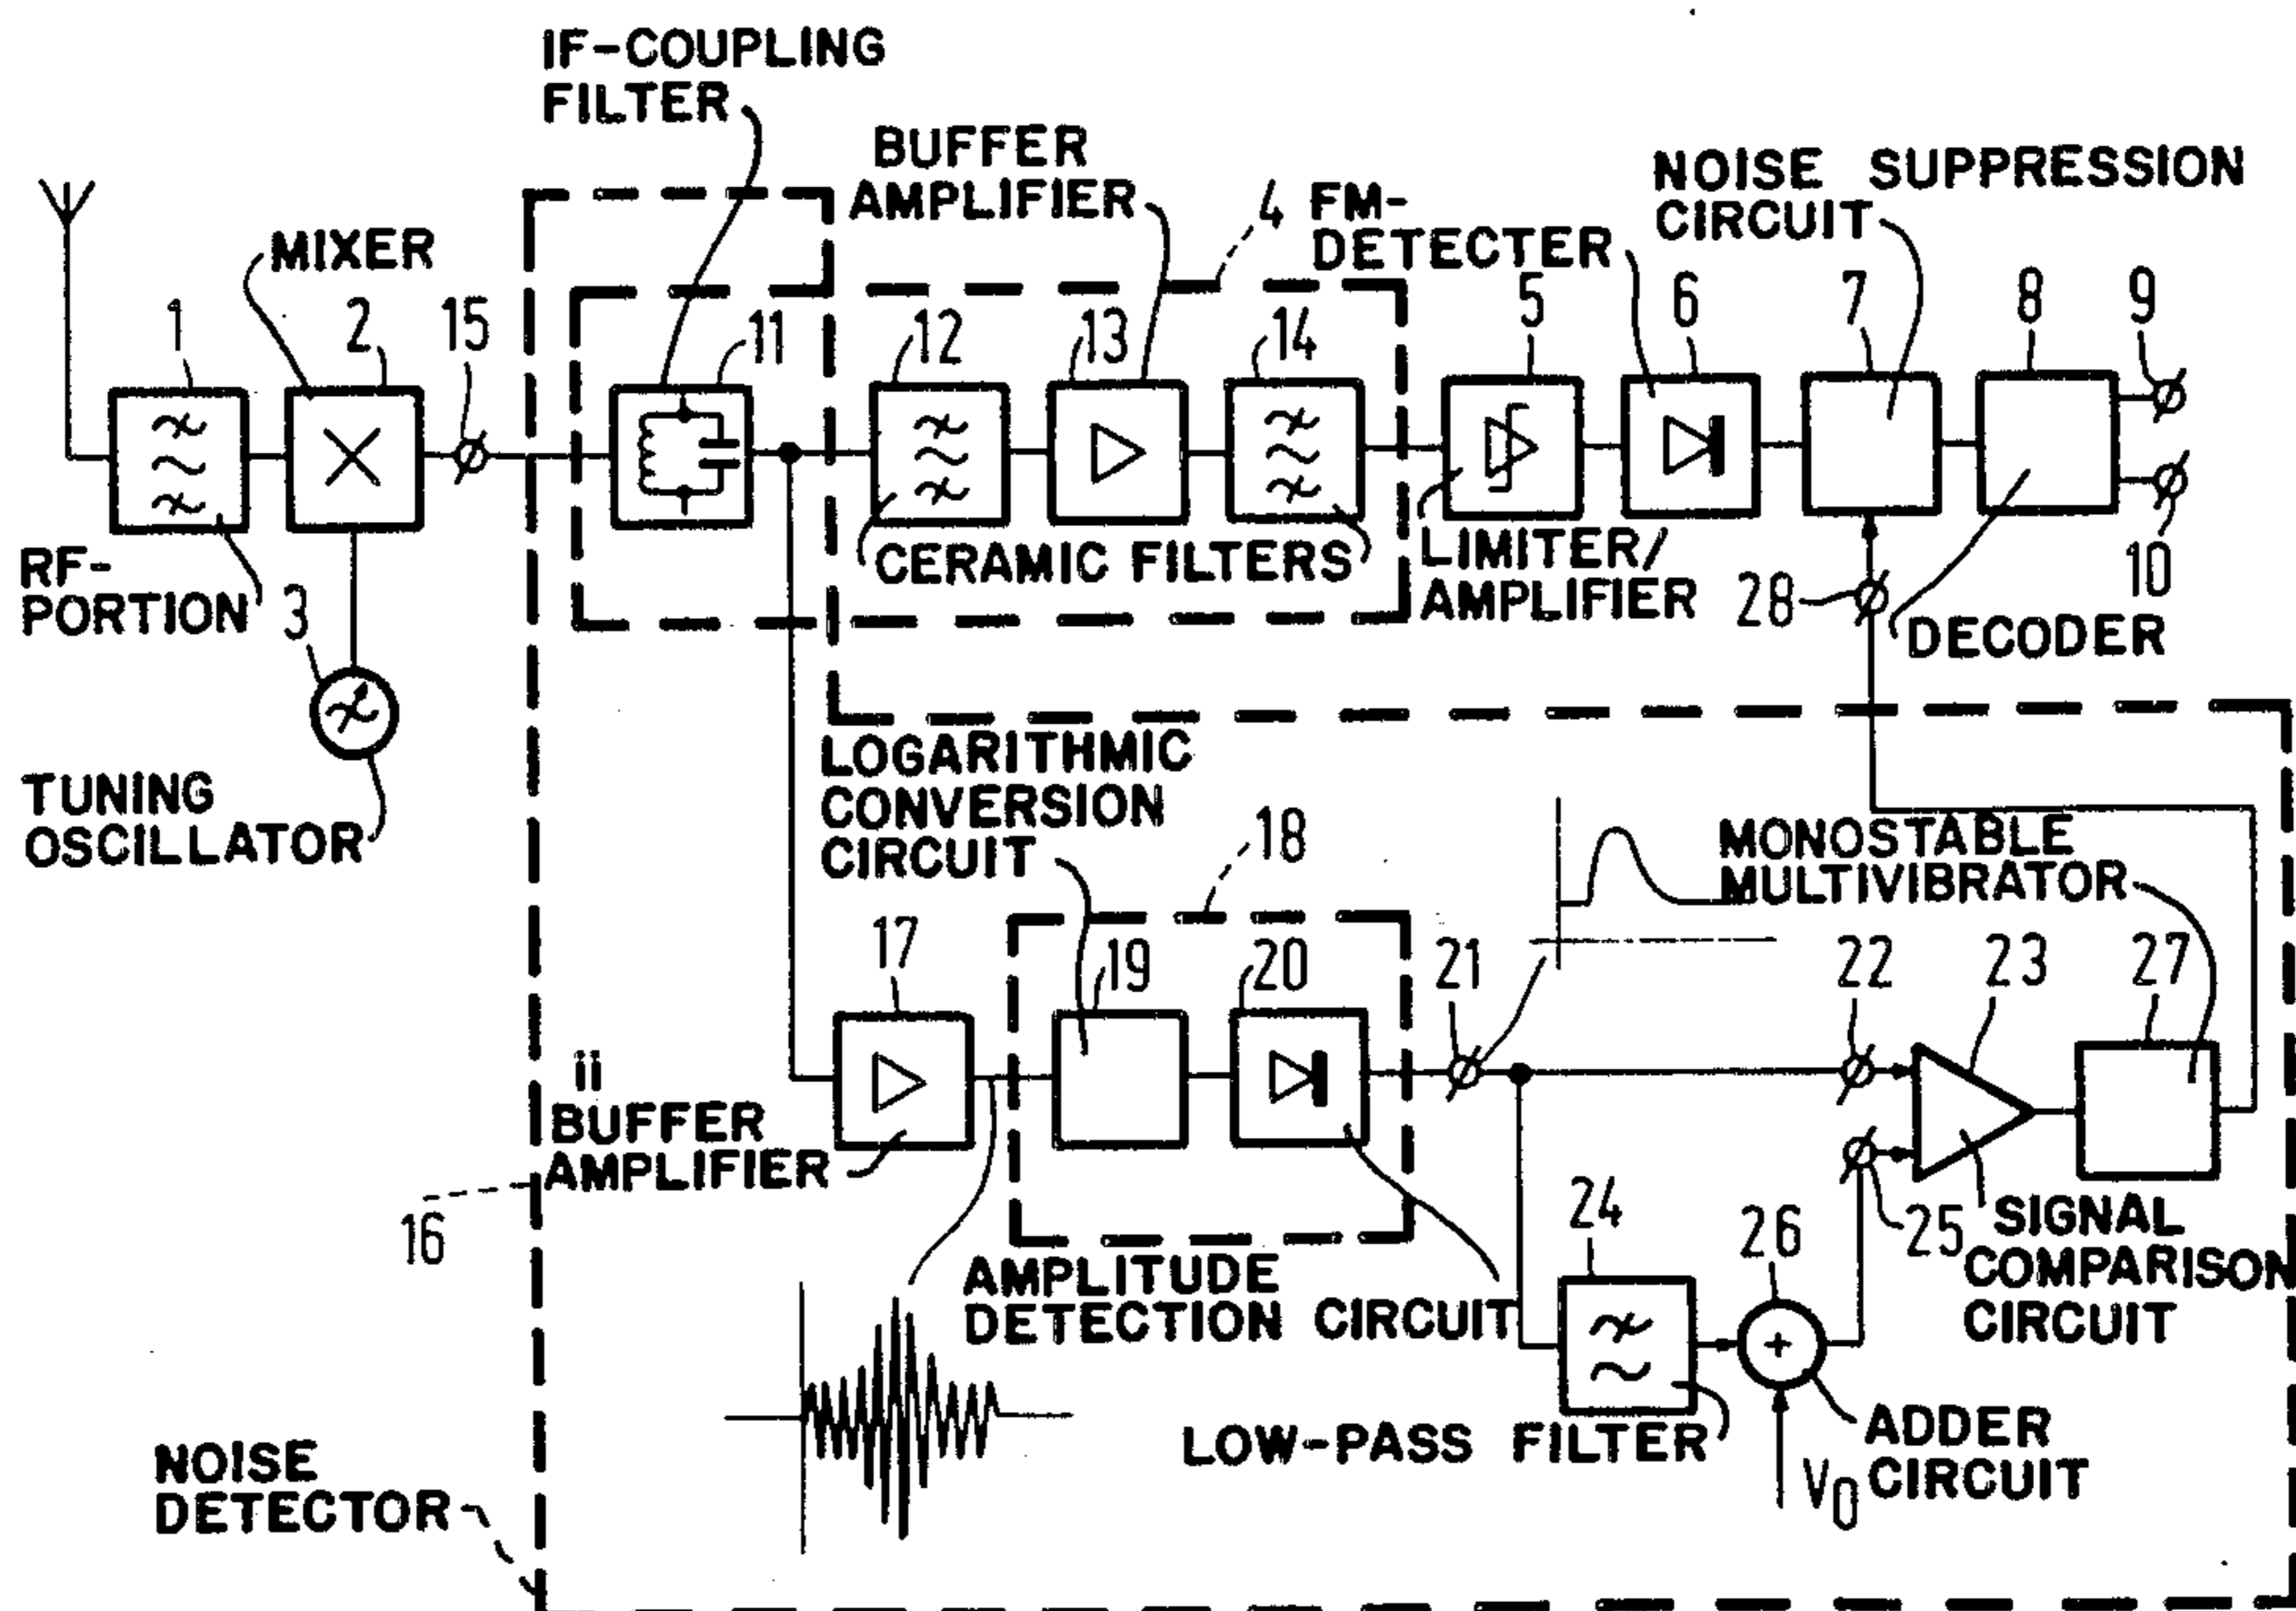 IF-COUPLING
FILTER
BUFFER
AMPLIFIER
4
FM-
DETECTER
NOISE SUPPRESSION
CIRCUIT
MIXER
1
2
15
11
12
13
14
5
6
7
8
9
10
RF-
PORTION
3
CERAMIC FILTERS
LIMITER/
AMPLIFIER
28
DECODER
TUNING
OSCILLATOR
LOGARITHMIC
CONVERSION
CIRCUIT
18
MONOSTABLE
MULTIVIBRATOR
17
19
20
21
22
23
27
ii
BUFFER
AMPLIFIER
16
24
26
25
SIGNAL
COMPARISON
CIRCUIT
AMPLITUDE
DETECTION CIRCUIT
+
LOW-PASS FILTER
ADDER
CIRCUIT
V0
NOISE
DETECTOR